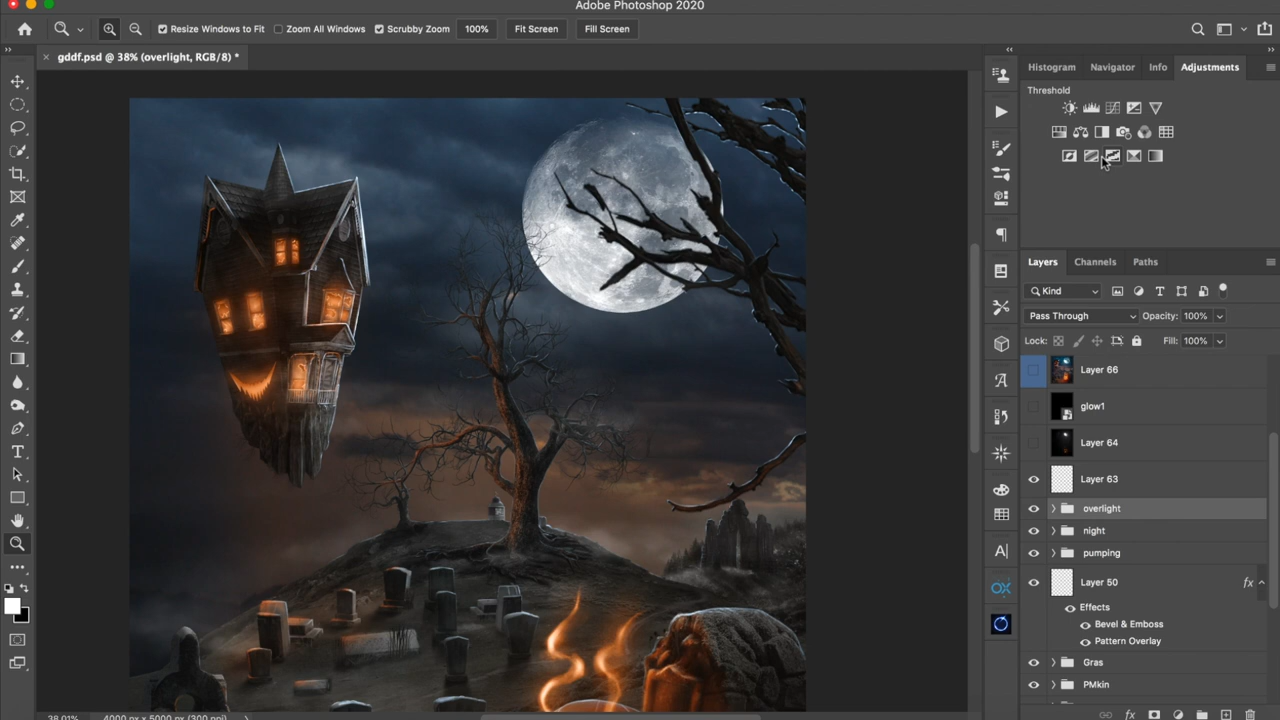 Adobe Photoshop 2020
Resize Windows to Fit Zoom All Windows Scrubby Zoom 100% Fit Screen Fill Screen
gddf.psd @ 38% (overlight, RGB/8) *
Histogram Navigator Info Adjustments
Threshold
Layers Channels Paths
Kind
Pass Through Opacity: 100%
Lock: Fill: 100%
Layer 66
glow1
Layer 64
Layer 63
overlight
night
pumping
Layer 50 fx
Effects
Bevel & Emboss
Pattern Overlay
Gras
PMkin
38.01% 4000 px x 5000 px (300 ppi)
fx